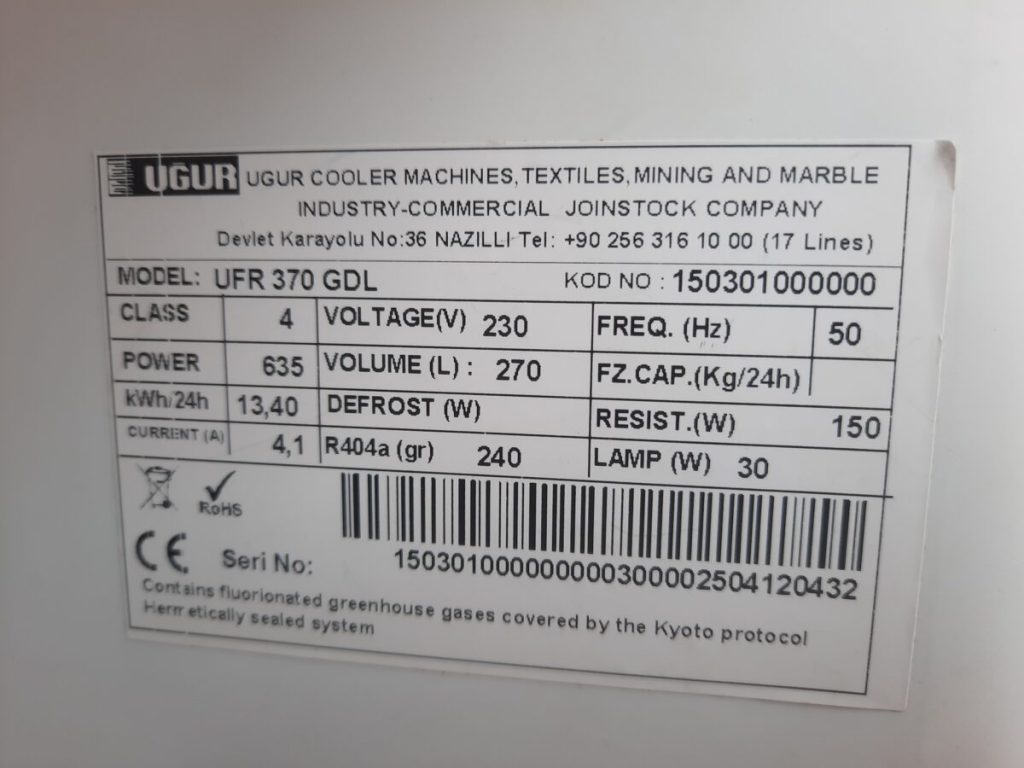 UĞUR UGUR COOLER MACHINES, TEXTILES, MINING AND MARBLE
INDUSTRY-COMMERCIAL JOINSTOCK COMPANY
Devlet Karayolu No:36 NAZILLI Tel: +90 256 316 10 00 (17 Lines)
MODEL: UFR 370 GDL KOD NO : 150301000000
CLASS 4 VOLTAGE(V) 230 FREQ. (Hz) 50
POWER 635 VOLUME (L) : 270 FZ.CAP.(Kg/24h)
kWh/24h 13,40 DEFROST (W) RESIST.(W) 150
CURRENT (A) 4,1 R404a (gr) 240 LAMP (W) 30
RoHS
CE Seri No: 150301000000000300002504120432
Contains fluorionated greenhouse gases covered by the Kyoto protocol
Hermetically sealed system